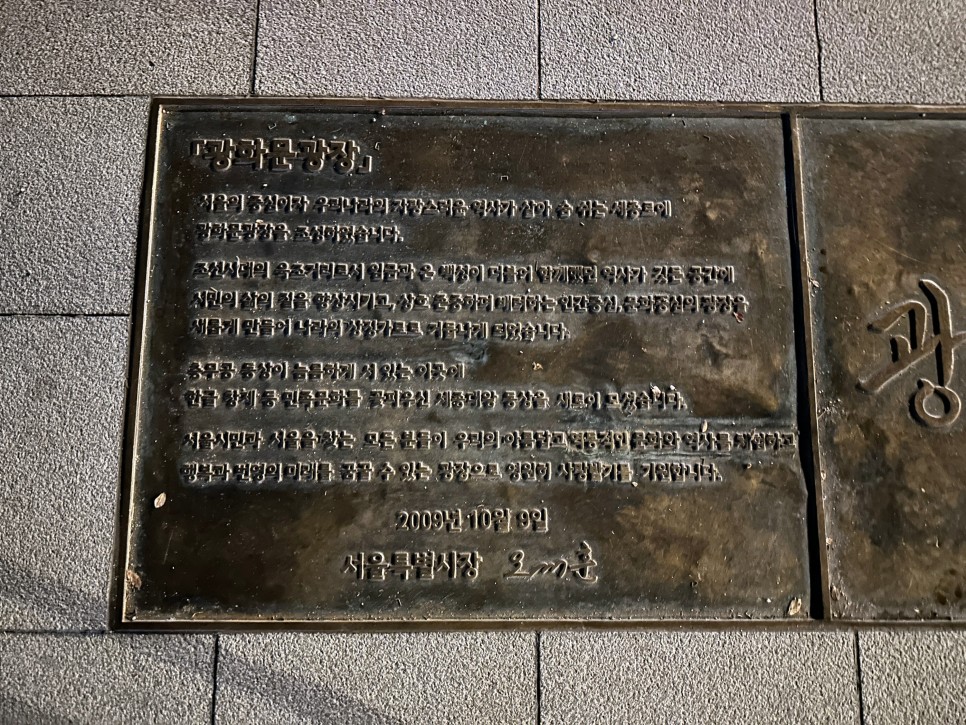 「광화문광장」
서울의 중심이자 우리나라의 자랑스러운 역사가 살아 숨 쉬는 세종로에
광화문광장을 조성하였습니다.
조선시대의 육조거리로서 임금과 온 백성이 더불어 함께했던 역사가 깃든 공간에
시민의 삶의 질을 향상시키고, 상호 존중하며 배려하는 인간중심, 문화중심의 광장을
새롭게 만들어 나라의 상징가로로 거듭나게 되었습니다.
충무공 동상이 늠름하게 서 있는 이곳에
한글 창제 등 민족문화를 꽃피우신 세종대왕 동상을 새로이 모셨습니다.
서울시민과 서울을 찾는 모든 분들이 우리의 아름답고 역동적인 문화와 역사를 재현하고
행복과 번영의 미래를 꿈꿀 수 있는 광장으로 영원히 사랑받기를 기원합니다.
2009년 10월 9일
서울특별시장 오세훈
광